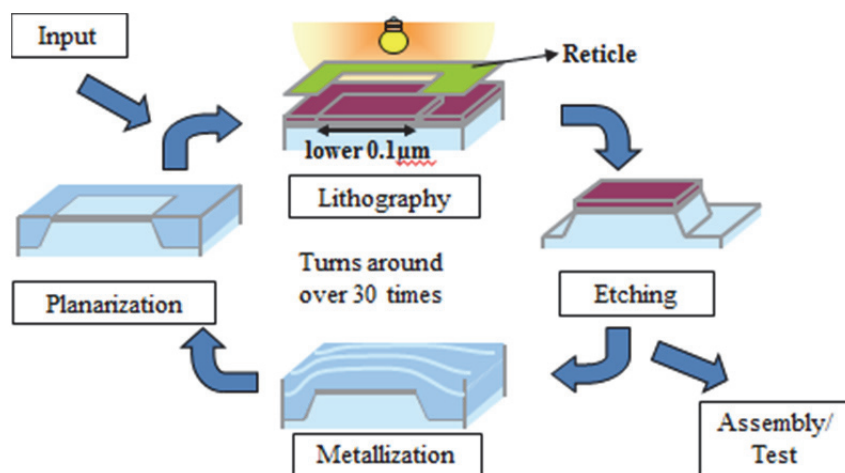 Input
Reticle
lower 0.1µm
Lithography
Planarization
Turns around
over 30 times
Etching
Metallization
Assembly/
Test